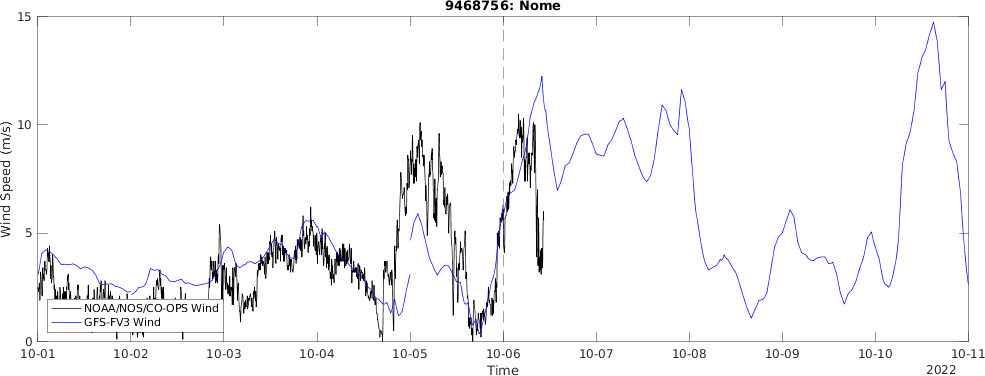 9468756: Nome
15
10
5
0
Wind Speed (m/s)
NOAA/NOS/CO-OPS Wind
GFS-FV3 Wind
10-01 10-02 10-03 10-04 10-05 10-06 10-07 10-08 10-09 10-10 10-11
Time
2022